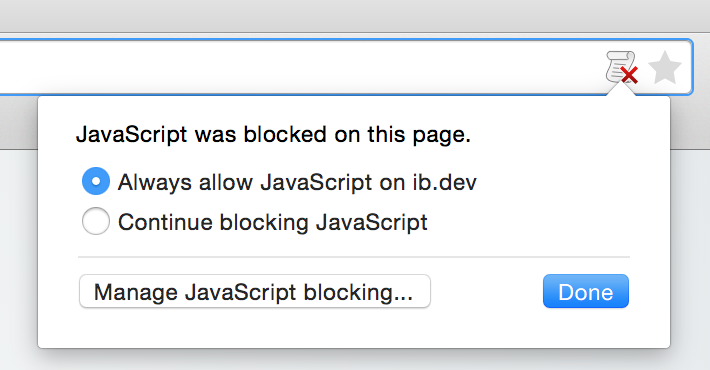 JavaScript was blocked on this page.
Always allow JavaScript on ib.dev
Continue blocking JavaScript
Manage JavaScript blocking...
Done